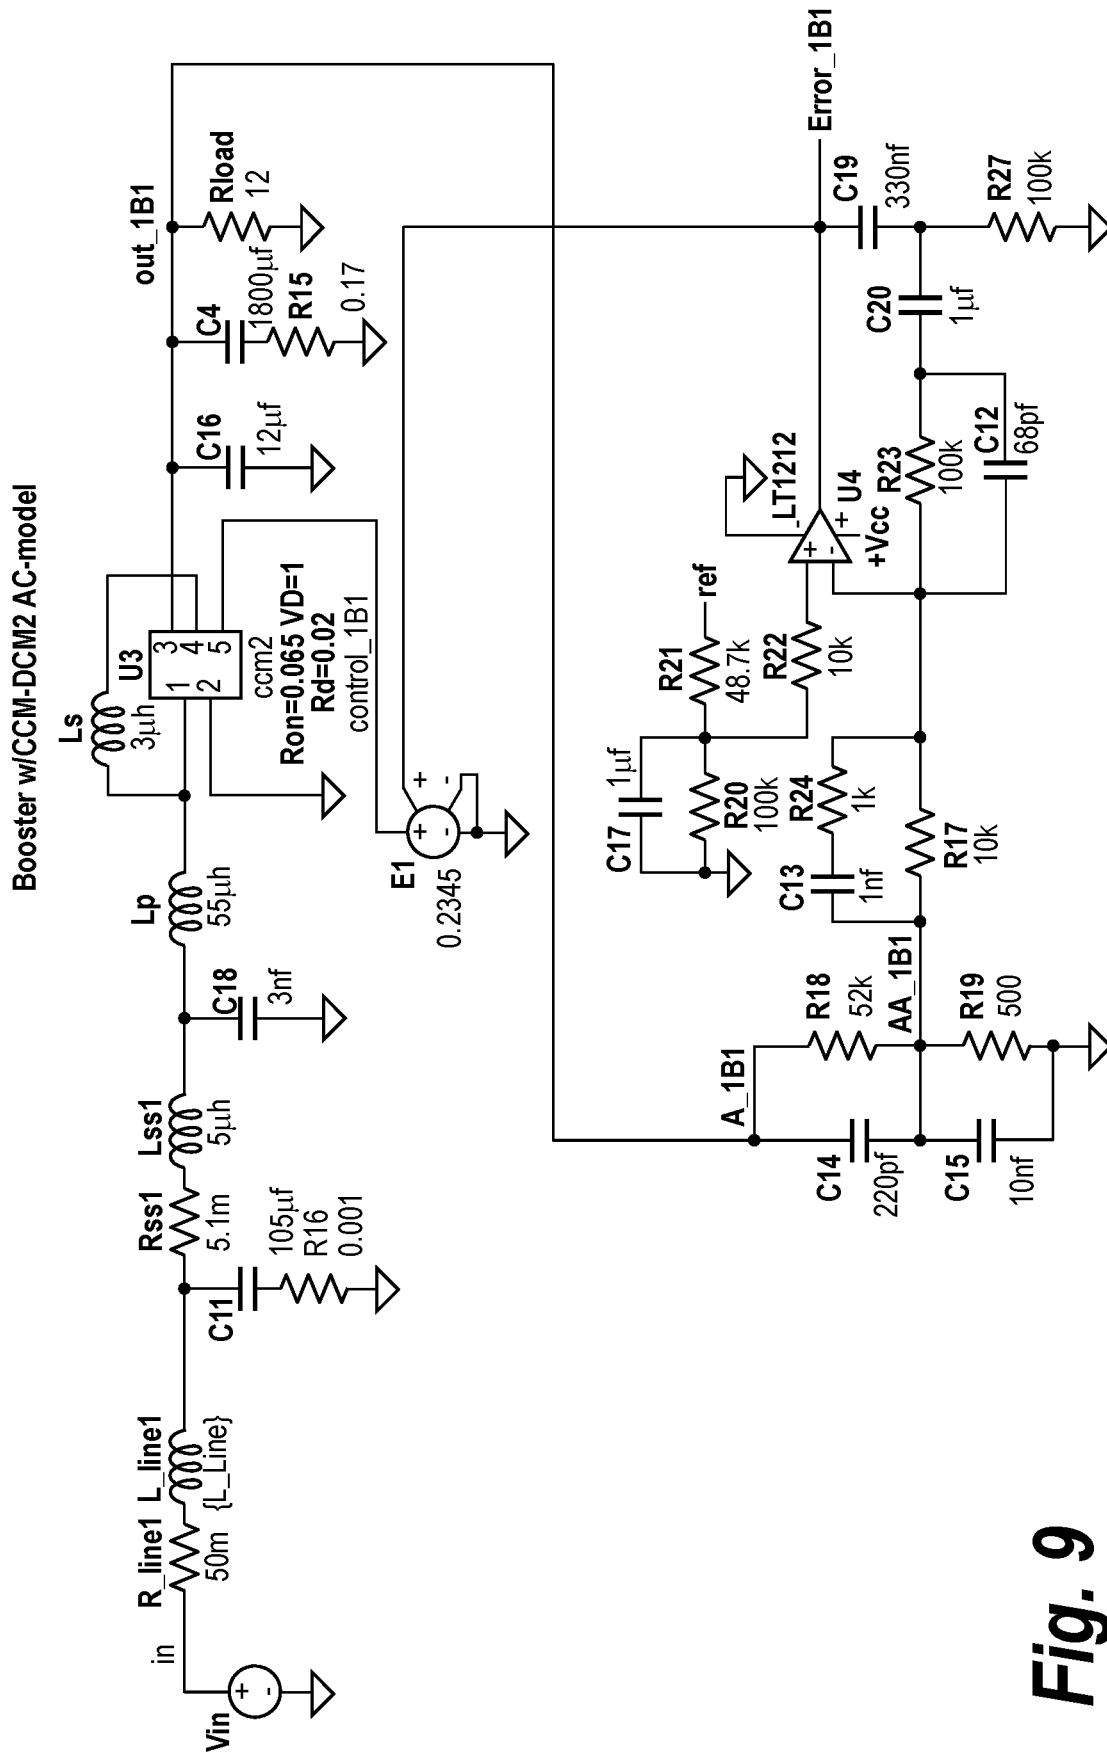 Booster w/CCM-DCM2 AC-model
Vin
+
-
in
R_line1
50m
L_line1
{L_Line}
C11
105µf
R16
0.001
Rss1
5.1m
Lss1
5µh
C18
3nf
Lp
55µh
Ls
3µh
U3
1
2
3
4
5
ccm2
Ron=0.065 VD=1
Rd=0.02
control_1B1
C16
12µf
C4
1800µf
R15
0.17
out_1B1
Rload
12
E1
+
-
+
-
0.2345
A_1B1
C14
220pf
C15
10nf
R18
52k
AA_1B1
R19
500
C13
1nf
R24
1k
R17
10k
C17
1µf
R20
100k
R21
48.7k
ref
R22
10k
LT1212
-
+
-
+
U4
+Vcc
R23
100k
C12
68pf
C20
1µf
C19
330nf
R27
100k
Error_1B1
Fig. 9